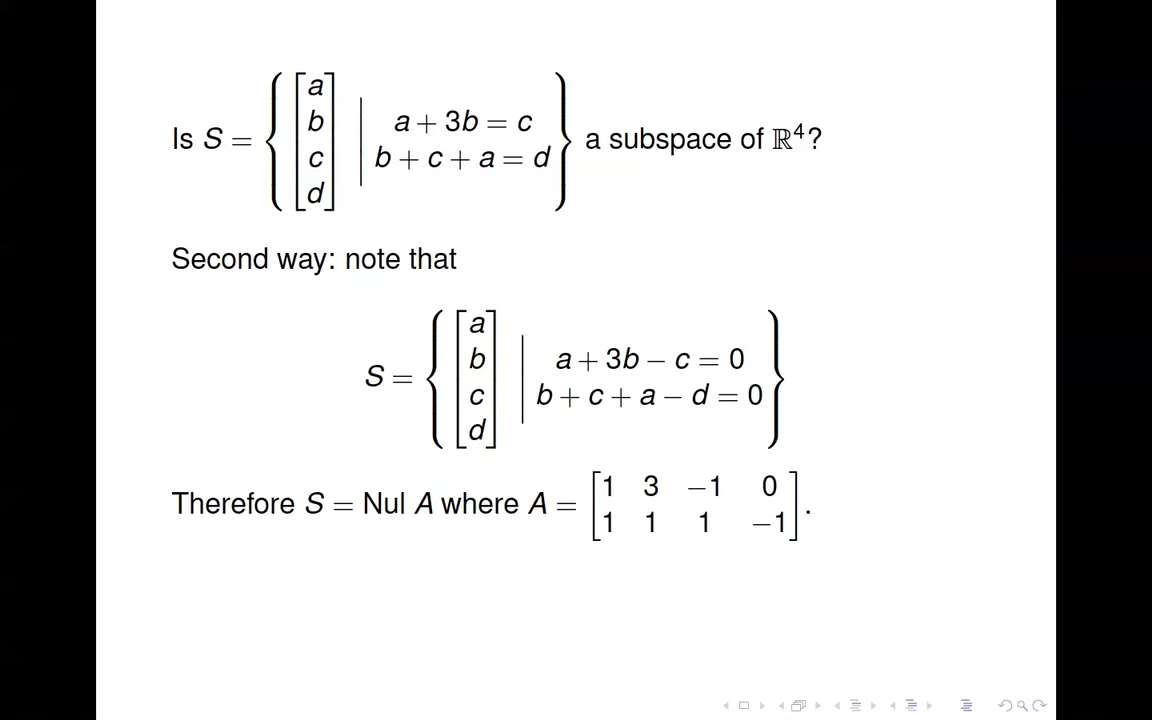 Is S = { [a b c d] | a + 3b = c, b + c + a = d } a subspace of ℝ⁴?
Second way: note that
S = { [a b c d] | a + 3b − c = 0, b + c + a − d = 0 }
Therefore S = Nul A where A = [1 3 −1 0; 1 1 1 −1].